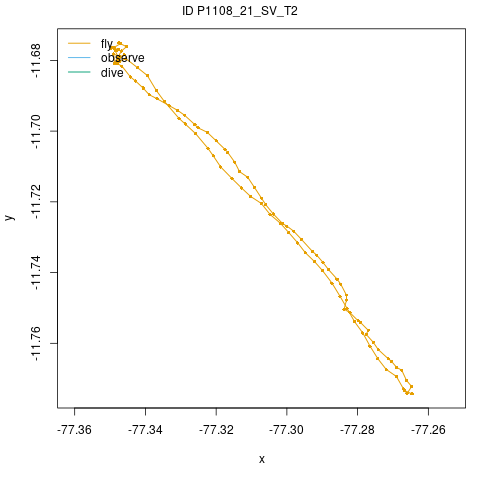 ID P1108_21_SV_T2
fly
observe
dive
-11.68
-11.70
-11.72
-11.74
-11.76
y
-77.36 -77.34 -77.32 -77.30 -77.28 -77.26
x